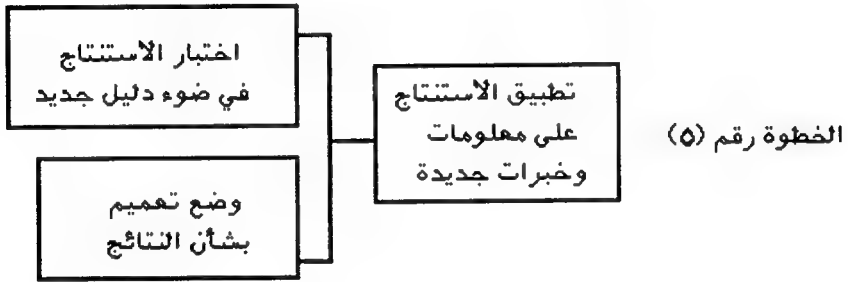 الخطوة رقم (٥)
تطبيق الاستنتاج
على معلومات
وخبرات جديدة
اختبار الاستنتاج
في ضوء دليل جديد
وضع تعميم
بشأن النتائج